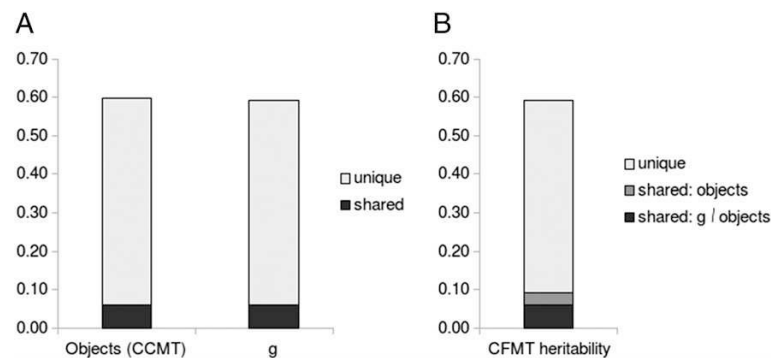 A
0.70
0.60
0.50
0.40
0.30
0.20
0.10
0.00
Objects (CCMT)
g
unique
shared
B
0.70
0.60
0.50
0.40
0.30
0.20
0.10
0.00
CFMT heritability
unique
shared: objects
shared: g / objects